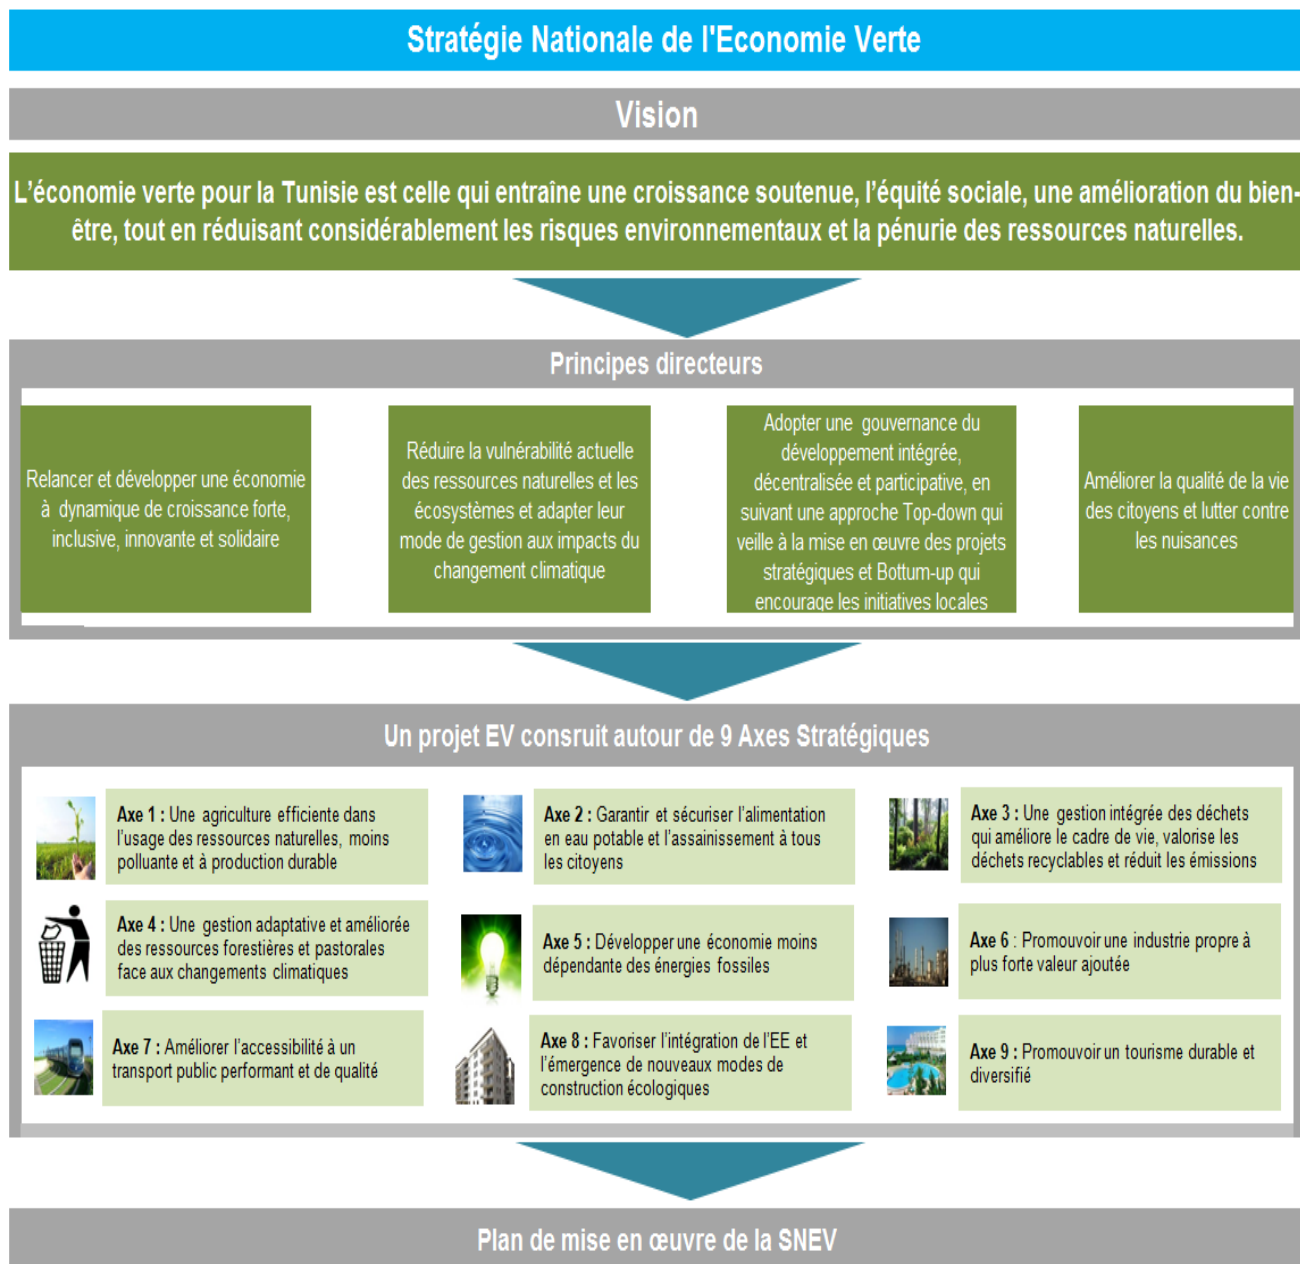 Stratégie Nationale de l'Economie Verte
Vision
L'économie verte pour la Tunisie est celle qui entraîne une croissance soutenue, l'équité sociale, une amélioration du bien-
être, tout en réduisant considérablement les risques environnementaux et la pénurie des ressources naturelles.
Principes directeurs
Relancer et développer une économie
à dynamique de croissance forte,
inclusive, innovante et solidaire
Réduire la vulnérabilité actuelle
des ressources naturelles et les
écosystèmes et adapter leur
mode de gestion aux impacts du
changement climatique
Adopter une gouvernance du
développement intégrée,
décentralisée et participative, en
suivant une approche Top-down qui
veille à la mise en œuvre des projets
stratégiques et Bottum-up qui
encourage les initiatives locales
Améliorer la qualité de la vie
des citoyens et lutter contre
les nuisances
Un projet EV consruit autour de 9 Axes Stratégiques
Axe 1 : Une agriculture efficiente dans
l'usage des ressources naturelles, moins
polluante et à production durable
Axe 2 : Garantir et sécuriser l'alimentation
en eau potable et l'assainissement à tous
les citoyens
Axe 3 : Une gestion intégrée des déchets
qui améliore le cadre de vie, valorise les
déchets recyclables et réduit les émissions
Axe 4 : Une gestion adaptative et améliorée
des ressources forestières et pastorales
face aux changements climatiques
Axe 5 : Développer une économie moins
dépendante des énergies fossiles
Axe 6 : Promouvoir une industrie propre à
plus forte valeur ajoutée
Axe 7 : Améliorer l'accessibilité à un
transport public performant et de qualité
Axe 8 : Favoriser l'intégration de l'EE et
l'émergence de nouveaux modes de
construction écologiques
Axe 9 : Promouvoir un tourisme durable et
diversifié
Plan de mise en œuvre de la SNEV